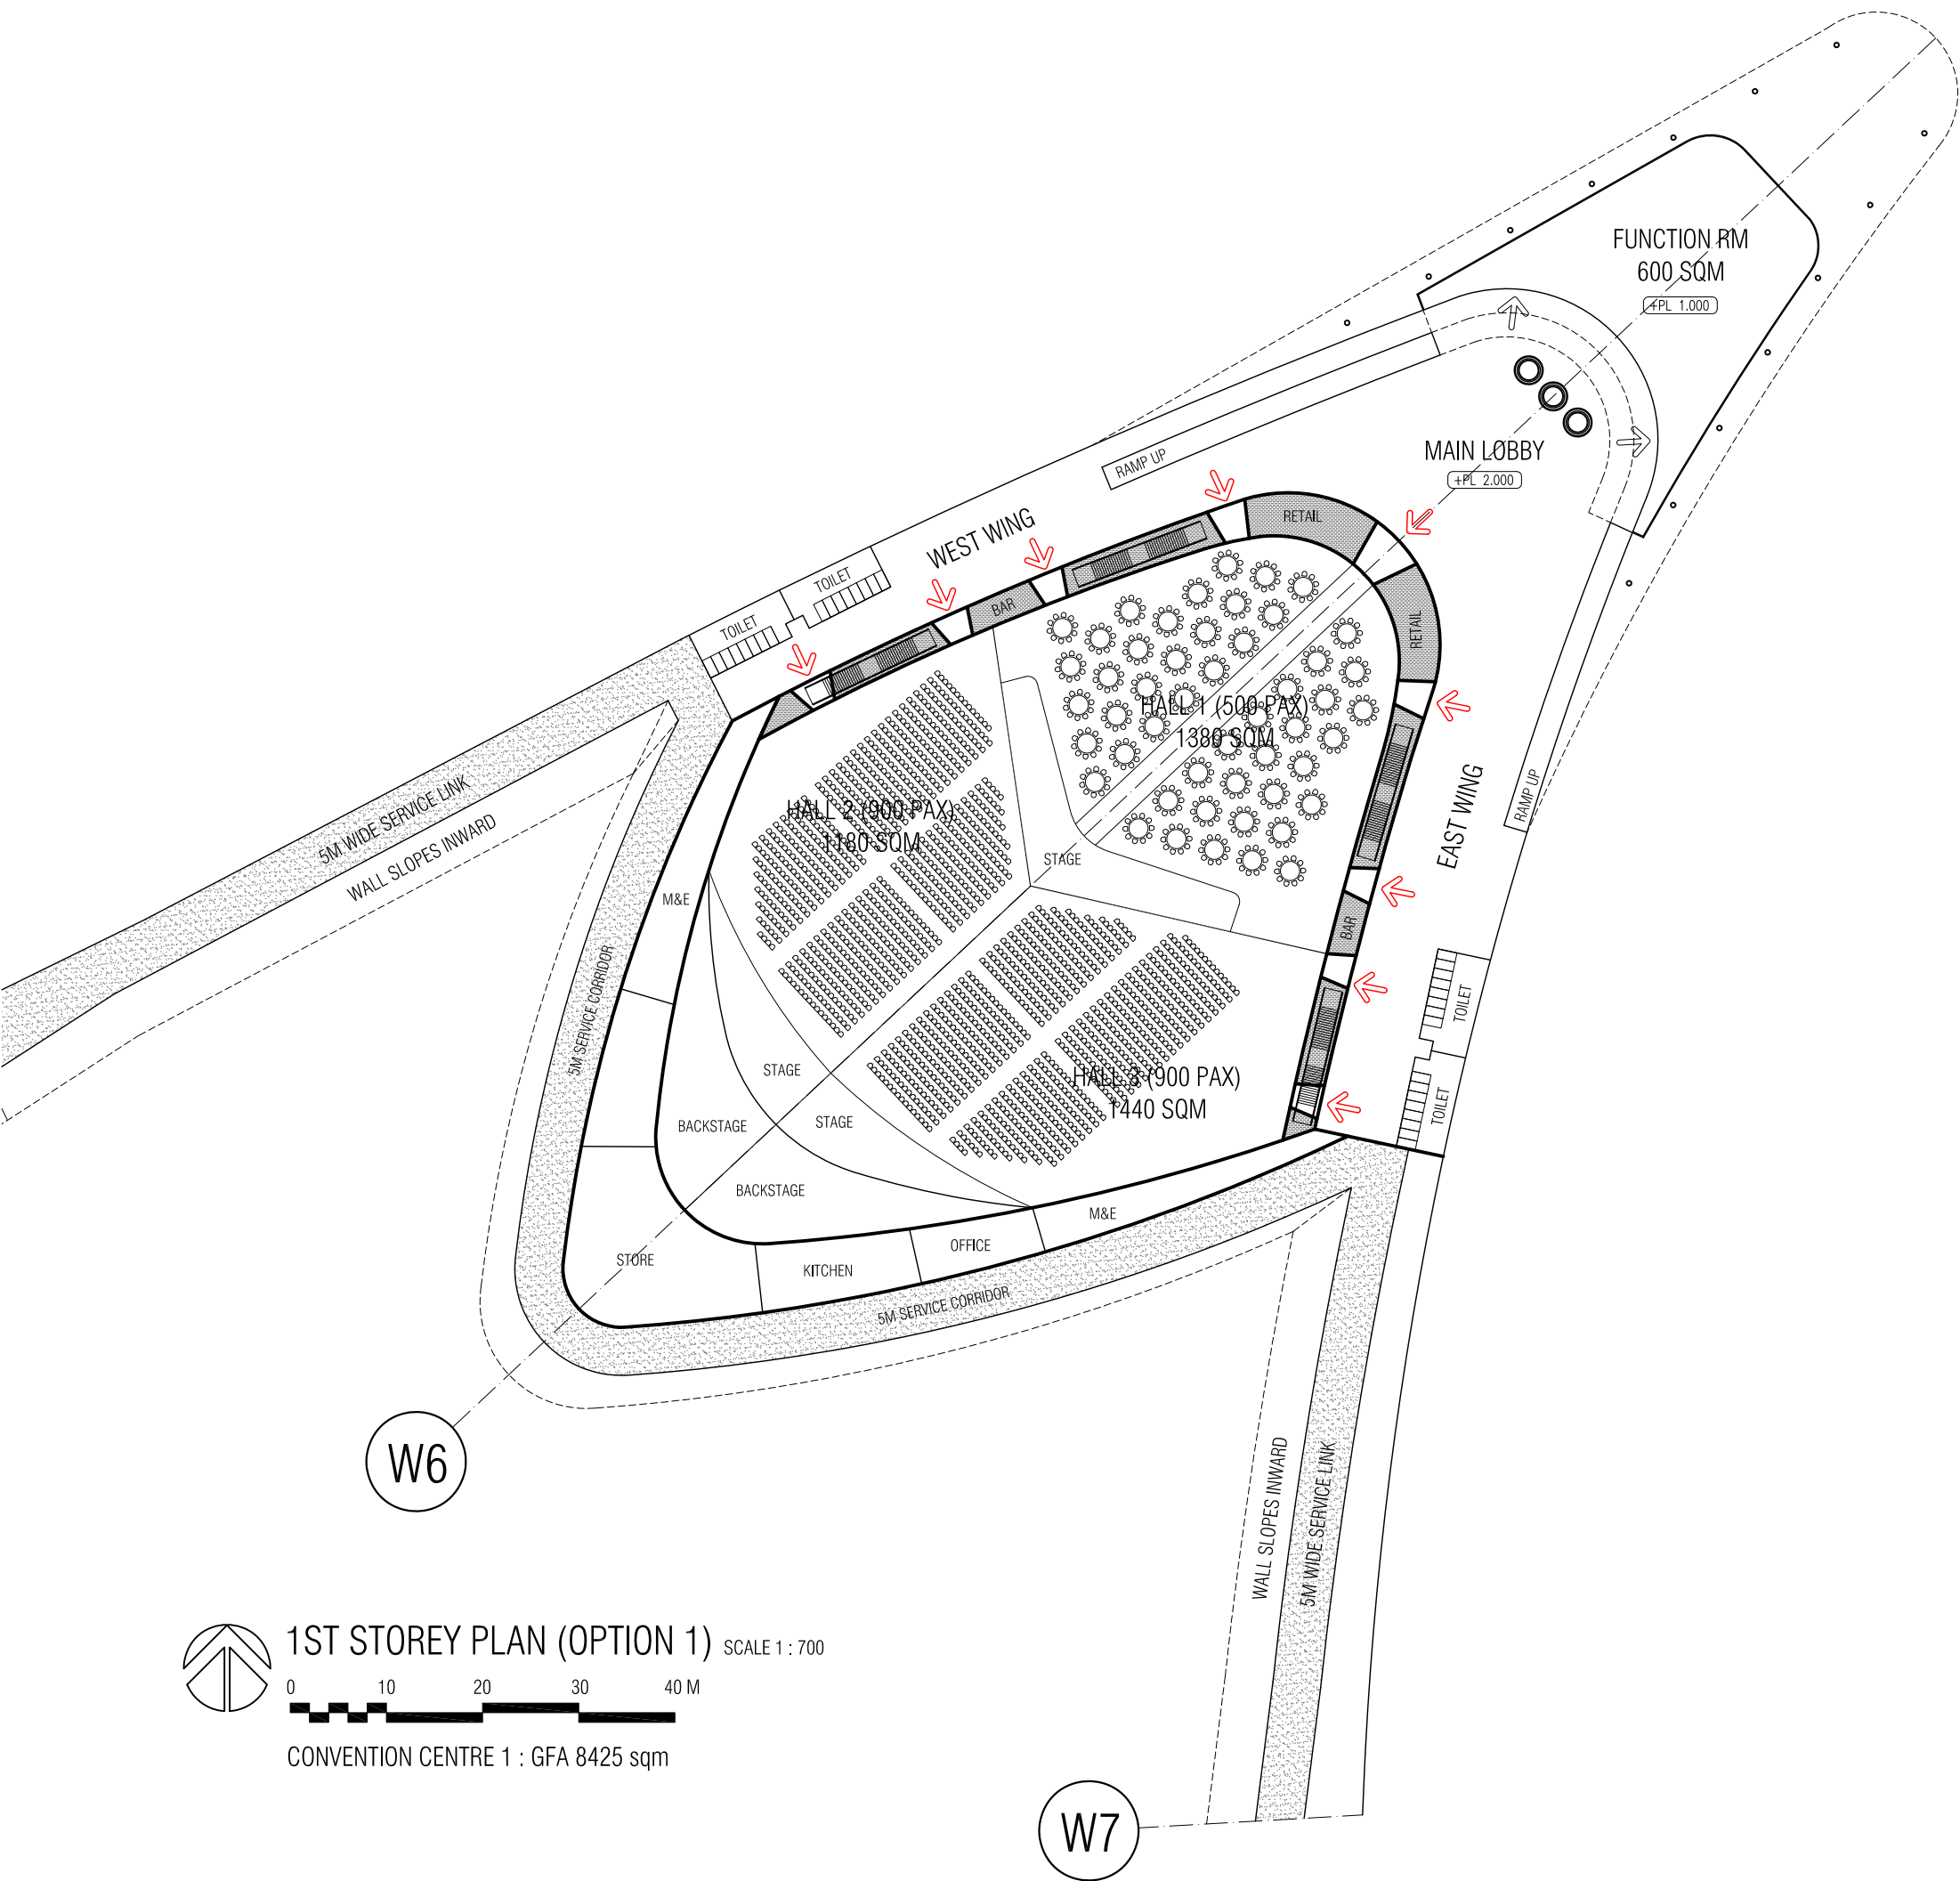 FUNCTION RM
600 SQM
+PL 1.000
MAIN LOBBY
+PL 2.000
RAMP UP
RETAIL
WEST WING
TOILET
TOILET
BAR
RETAIL
HALL 1 (500 PAX)
1380 SQM
RAMP UP
EAST WING
5M WIDE SERVICE LINK
WALL SLOPES INWARD
HALL 2 (900 PAX)
1180 SQM
STAGE
M&E
BAR
5M SERVICE CORRIDOR
TOILET
TOILET
STAGE
STAGE
HALL 3 (900 PAX)
1440 SQM
BACKSTAGE
BACKSTAGE
M&E
OFFICE
STORE
KITCHEN
5M SERVICE CORRIDOR
W6
WALL SLOPES INWARD
5M WIDE SERVICE LINK
1ST STOREY PLAN (OPTION 1) SCALE 1 : 700
0 10 20 30 40 M
CONVENTION CENTRE 1 : GFA 8425 sqm
W7